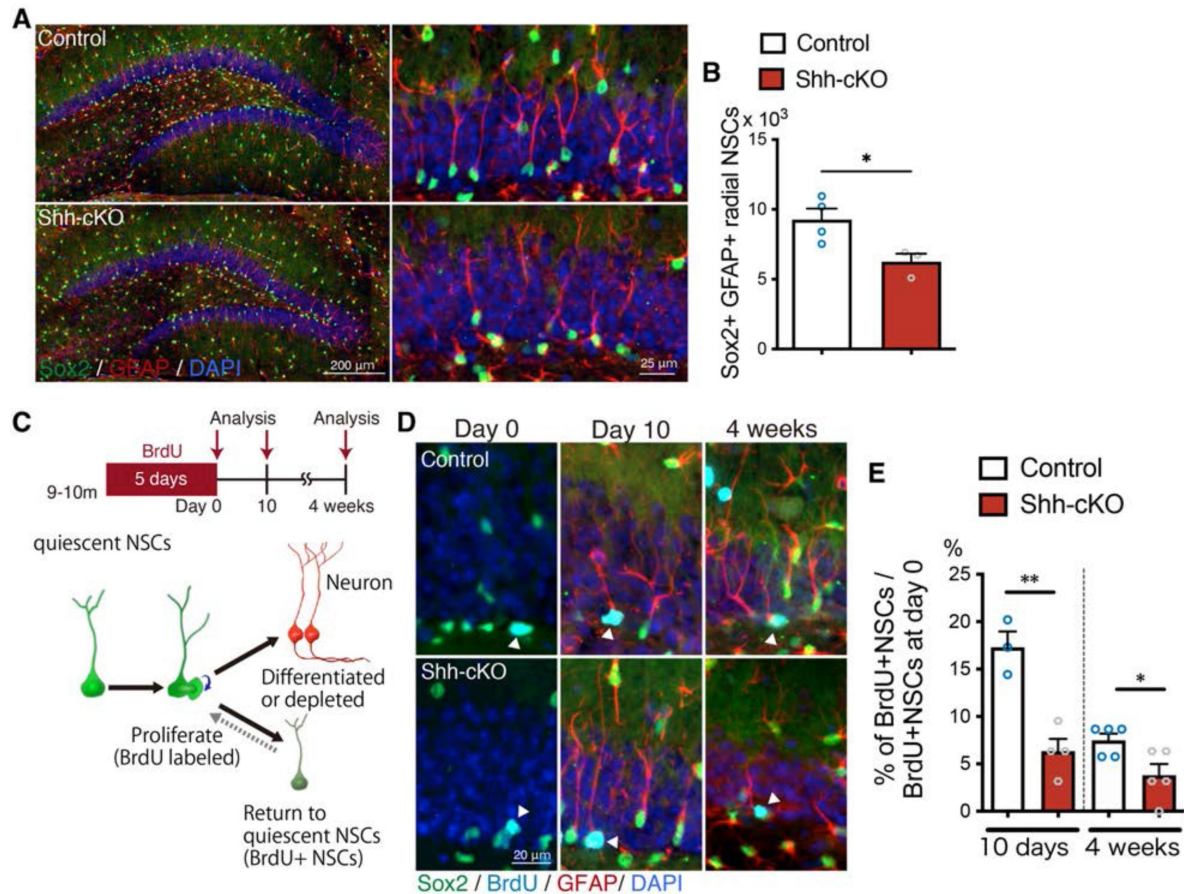 A
Control
Shh-cKO
Sox2 / GFAP / DAPI
200 µm
25 µm
Control
Shh-cKO
B
x 10³
Sox2+ GFAP+ radial NSCs
15
10
5
0
*
C
Analysis
Analysis
BrdU
5 days
9-10m
Day 0
10
4 weeks
quiescent NSCs
Neuron
Differentiated
or depleted
Proliferate
(BrdU labeled)
Return to
quiescent NSCs
(BrdU+ NSCs)
D
Day 0
Day 10
4 weeks
Control
Shh-cKO
20 µm
Sox2 / BrdU / GFAP/ DAPI
E
Control
Shh-cKO
%
% of BrdU+NSCs /
BrdU+NSCs at day 0
25
20
15
10
5
0
**
*
10 days
4 weeks